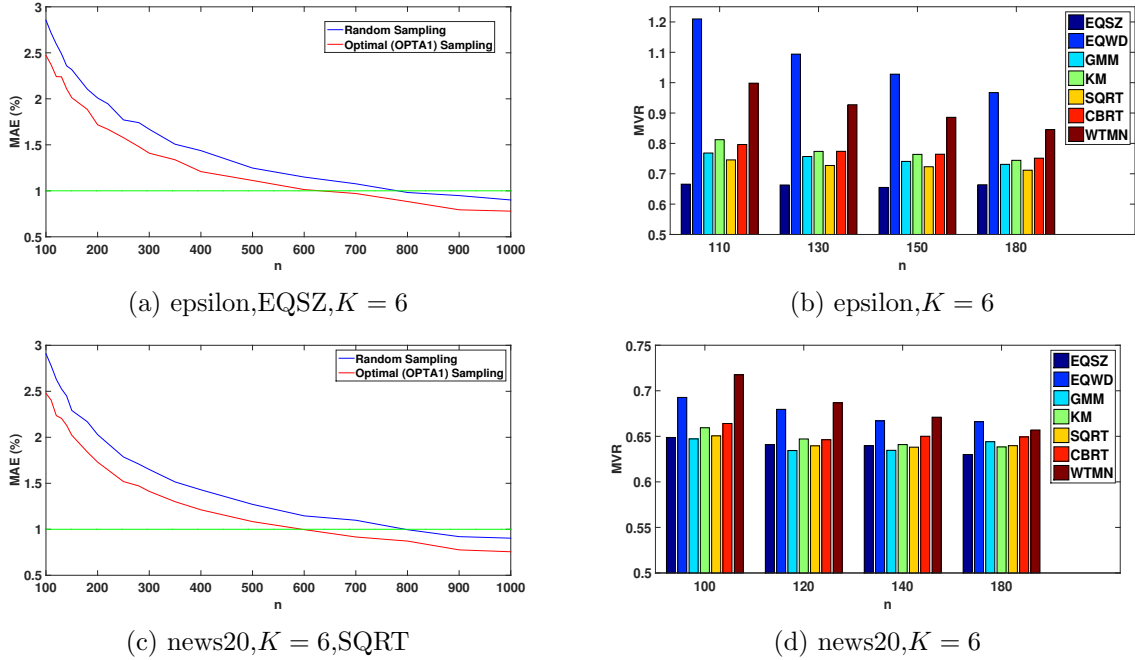 3
2.5
2
1.5
1
0.5
MAE (%)
100 200 300 400 500 600 700 800 900 1000
n
Random Sampling
Optimal (OPTA1) Sampling
(a) epsilon,EQSZ,K = 6
1.2
1.1
1
0.9
0.8
0.7
0.6
0.5
MVR
110 130 150 180
n
EQSZ
EQWD
GMM
KM
SQRT
CBRT
WTMN
(b) epsilon,K = 6
3
2.5
2
1.5
1
0.5
MAE (%)
100 200 300 400 500 600 700 800 900 1000
n
Random Sampling
Optimal (OPTA1) Sampling
(c) news20,K = 6,SQRT
0.75
0.7
0.65
0.6
0.55
0.5
MVR
100 120 140 180
n
EQSZ
EQWD
GMM
KM
SQRT
CBRT
WTMN
(d) news20,K = 6